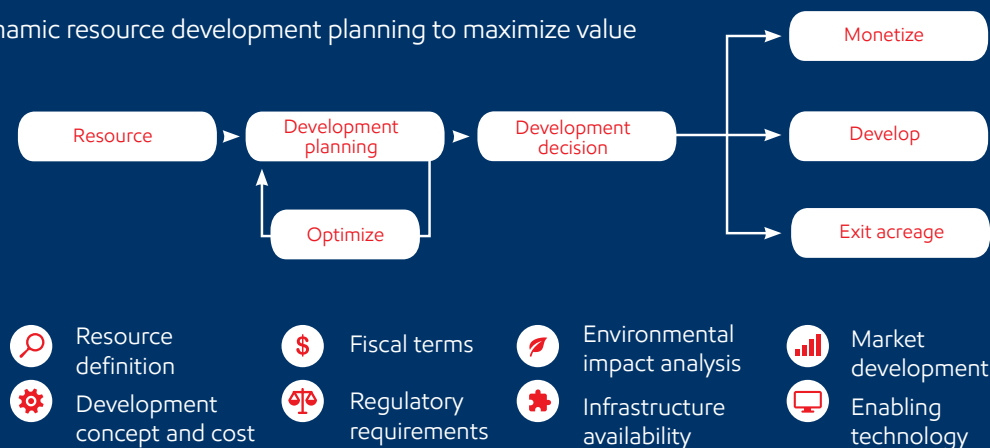 namic resource development planning to maximize value
Monetize
Resource
Development
planning
Development
decision
Develop
Optimize
Exit acreage
Resource
definition
Fiscal terms
Environmental
impact analysis
Market
development
Development
concept and cost
Regulatory
requirements
Infrastructure
availability
Enabling
technology